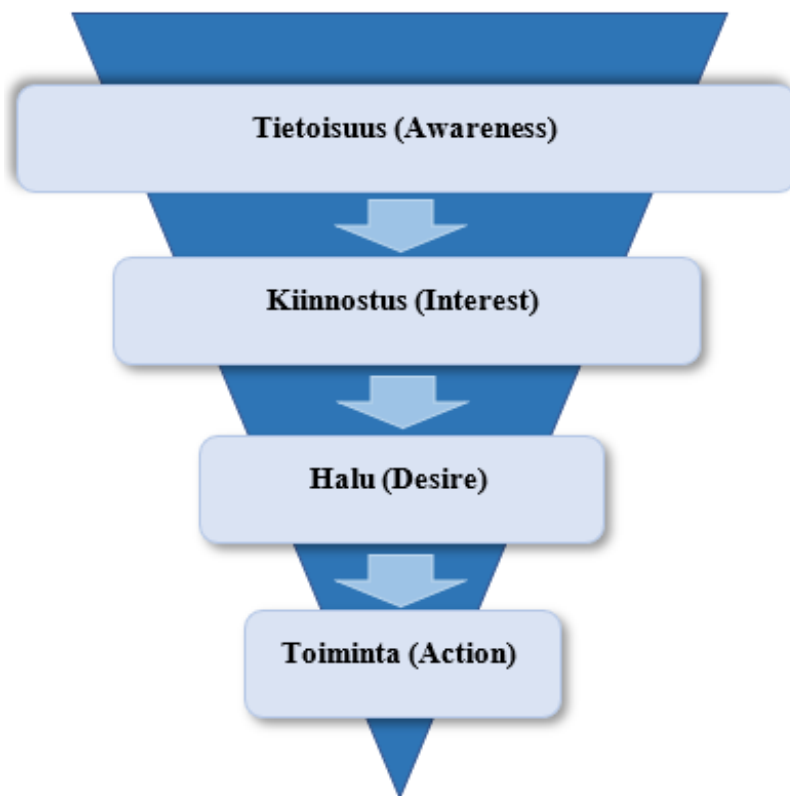 Tietoisuus (Awareness)
Kiinnostus (Interest)
Halu (Desire)
Toiminta (Action)